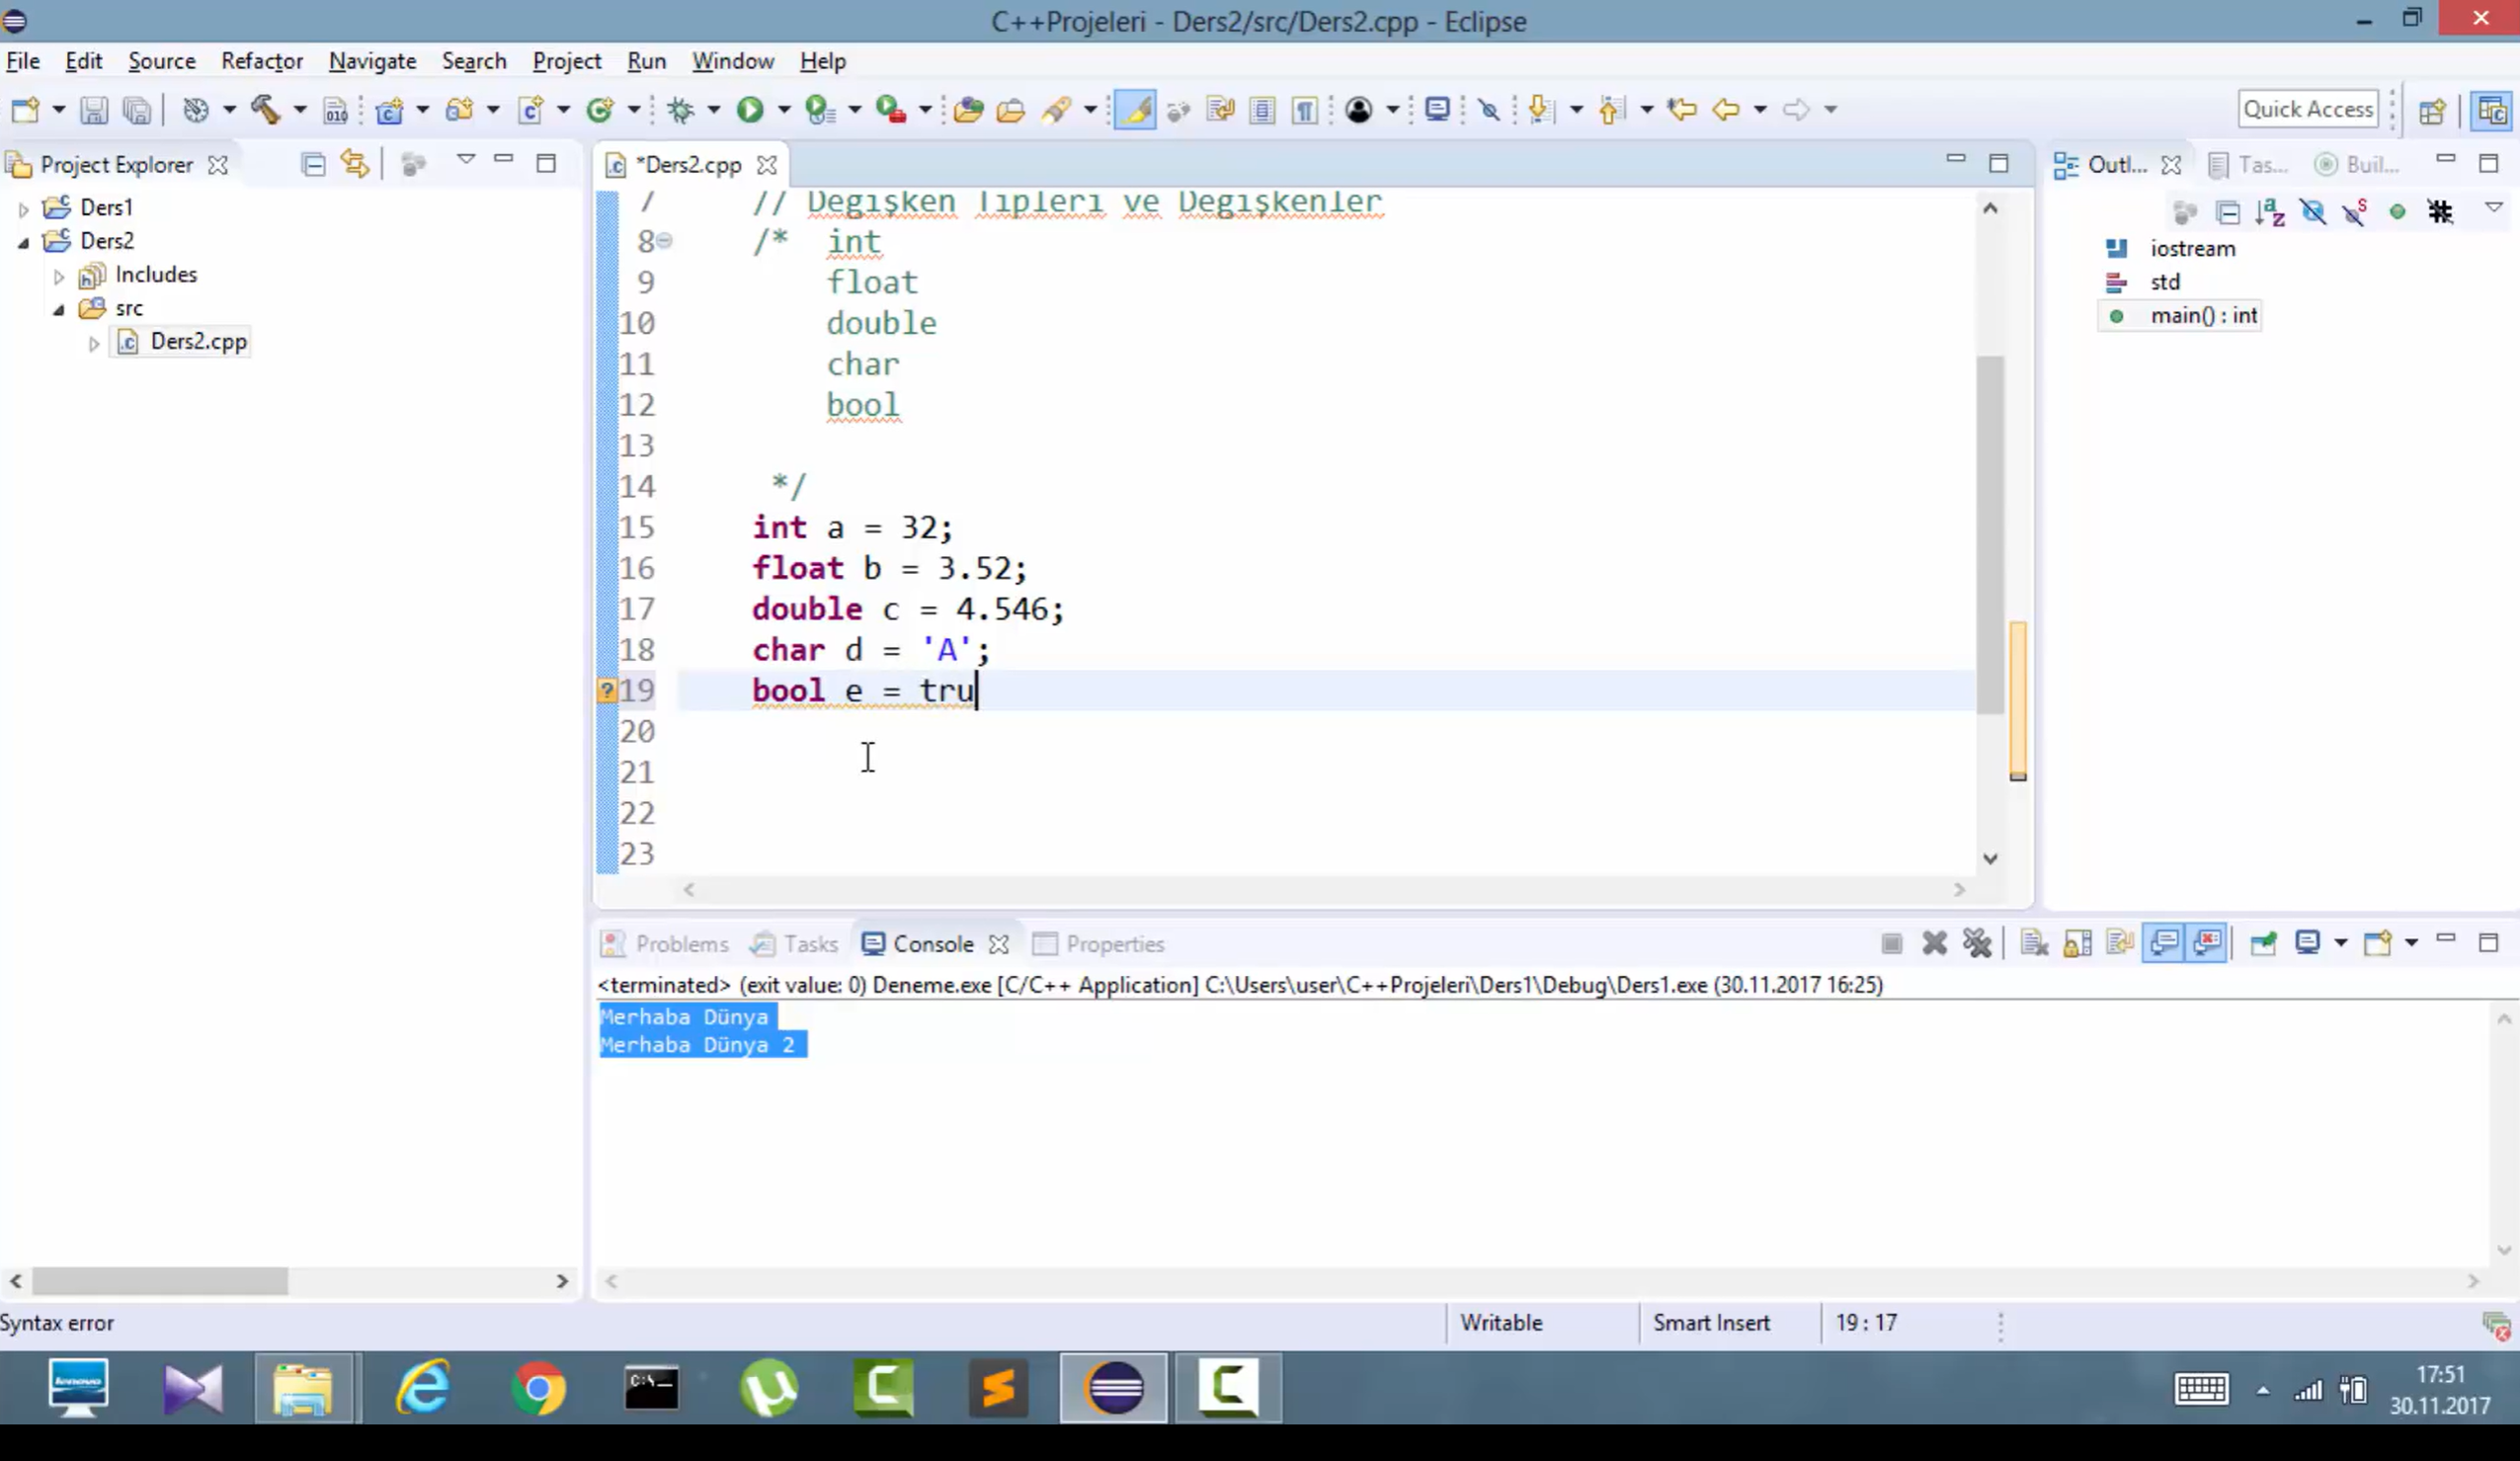 C++Projeleri - Ders2/src/Ders2.cpp - Eclipse
File Edit Source Refactor Navigate Search Project Run Window Help
Quick Access
Project Explorer
Ders1
Ders2
Includes
src
Ders2.cpp
*Ders2.cpp
7 // Değişken Tipleri ve Değişkenler
8 /* int
9 float
10 double
11 char
12 bool
13
14 */
15 int a = 32;
16 float b = 3.52;
17 double c = 4.546;
18 char d = 'A';
19 bool e = tru
20
21
22
23
Outl... Tas... Buil...
iostream
std
main() : int
Problems Tasks Console Properties
<terminated> (exit value: 0) Deneme.exe [C/C++ Application] C:\Users\user\C++Projeleri\Ders1\Debug\Ders1.exe (30.11.2017 16:25)
Merhaba Dünya
Merhaba Dünya 2
Syntax error Writable Smart Insert 19 : 17
lenovo
C:\_
17:51
30.11.2017